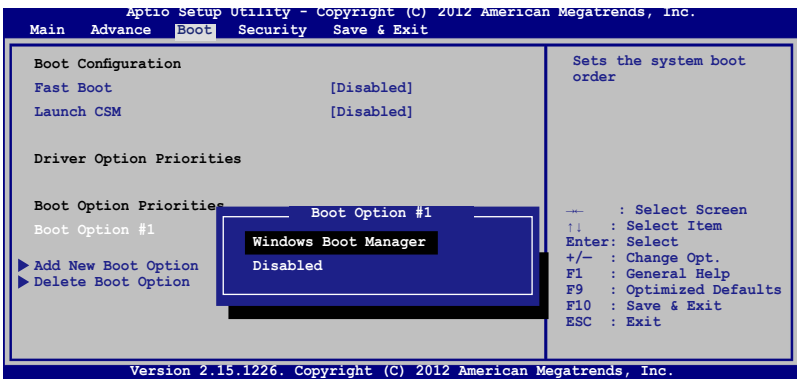 Aptio Setup Utility - Copyright (C) 2012 American Megatrends, Inc.
Main Advance Boot Security Save & Exit
Boot Configuration
Fast Boot [Disabled]
Launch CSM [Disabled]
Driver Option Priorities
Boot Option Priorities
Boot Option #1
Add New Boot Option
Delete Boot Option
Boot Option #1
Windows Boot Manager
Disabled
Sets the system boot
order
→← : Select Screen
↑↓ : Select Item
Enter: Select
+/— : Change Opt.
F1 : General Help
F9 : Optimized Defaults
F10 : Save & Exit
ESC : Exit
Version 2.15.1226. Copyright (C) 2012 American Megatrends, Inc.